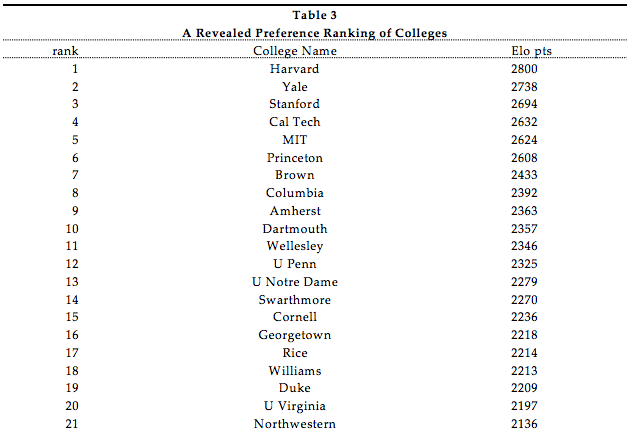 Table 3
A Revealed Preference Ranking of Colleges
rank College Name Elo pts
1 Harvard 2800
2 Yale 2738
3 Stanford 2694
4 Cal Tech 2632
5 MIT 2624
6 Princeton 2608
7 Brown 2433
8 Columbia 2392
9 Amherst 2363
10 Dartmouth 2357
11 Wellesley 2346
12 U Penn 2325
13 U Notre Dame 2279
14 Swarthmore 2270
15 Cornell 2236
16 Georgetown 2218
17 Rice 2214
18 Williams 2213
19 Duke 2209
20 U Virginia 2197
21 Northwestern 2136